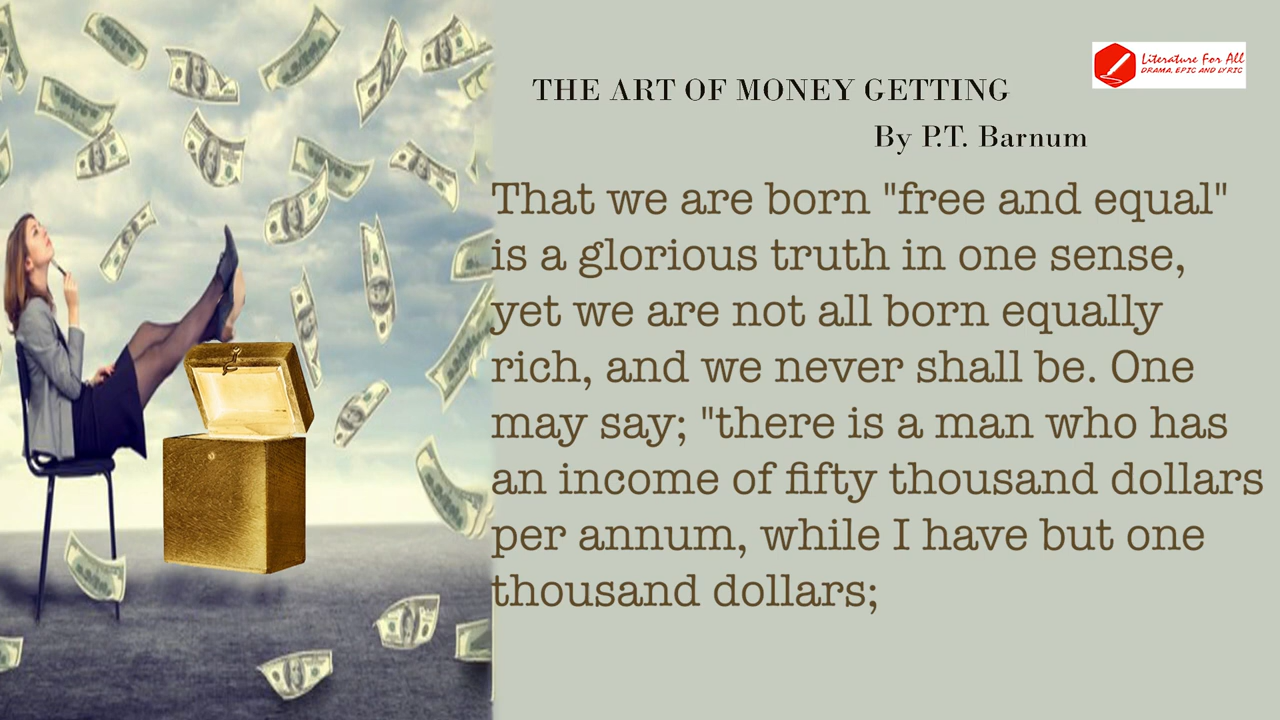 Literature For All
DRAMA, EPIC AND LYRIC
THE ART OF MONEY GETTING
By P.T. Barnum
That we are born "free and equal"
is a glorious truth in one sense,
yet we are not all born equally
rich, and we never shall be. One
may say; "there is a man who has
an income of fifty thousand dollars
per annum, while I have but one
thousand dollars;